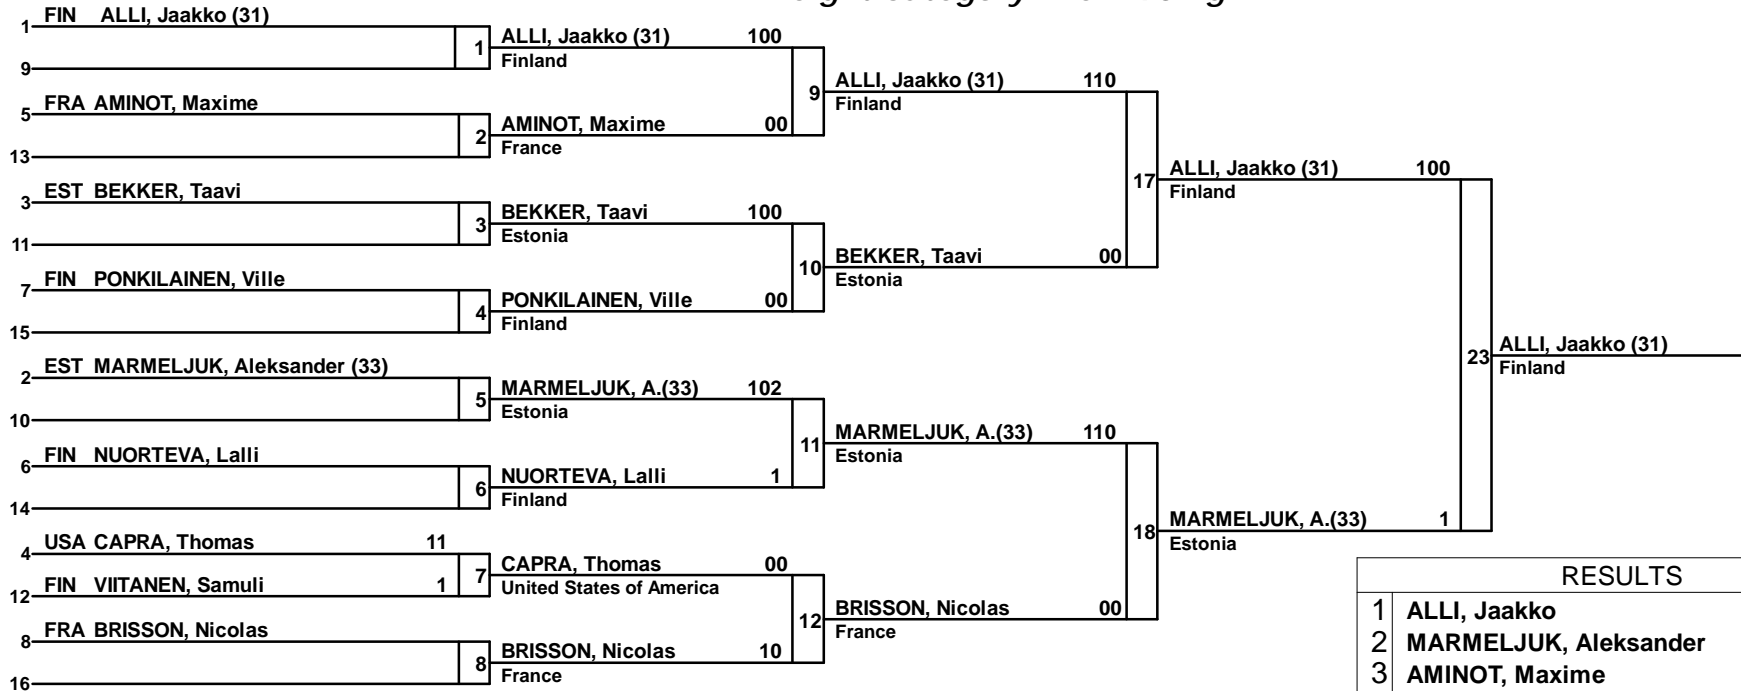 1 FIN ALLI, Jaakko (31)
9
1 ALLI, Jaakko (31) 100
Finland
5 FRA AMINOT, Maxime
13
2 AMINOT, Maxime 00
France
9 ALLI, Jaakko (31) 110
Finland
3 EST BEKKER, Taavi
11
3 BEKKER, Taavi 100
Estonia
7 FIN PONKILAINEN, Ville
15
4 PONKILAINEN, Ville 00
Finland
10 BEKKER, Taavi 00
Estonia
17 ALLI, Jaakko (31) 100
Finland
2 EST MARMELJUK, Aleksander (33)
10
5 MARMELJUK, A.(33) 102
Estonia
6 FIN NUORTEVA, Lalli
14
6 NUORTEVA, Lalli 1
Finland
11 MARMELJUK, A.(33) 110
Estonia
4 USA CAPRA, Thomas 11
12 FIN VIITANEN, Samuli 1
7 CAPRA, Thomas 00
United States of America
8 FRA BRISSON, Nicolas
16
8 BRISSON, Nicolas 10
France
12 BRISSON, Nicolas 00
France
18 MARMELJUK, A.(33) 1
Estonia
23 ALLI, Jaakko (31)
Finland
RESULTS
1 ALLI, Jaakko
2 MARMELJUK, Aleksander
3 AMINOT, Maxime